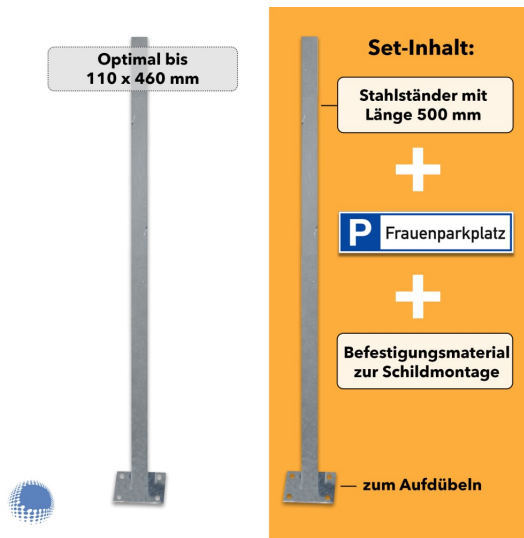 Optimal bis
110 x 460 mm
Set-Inhalt:
Stahlständer mit
Länge 500 mm
+
P Frauenparkplatz
+
Befestigungsmaterial
zur Schildmontage
zum Aufdübeln